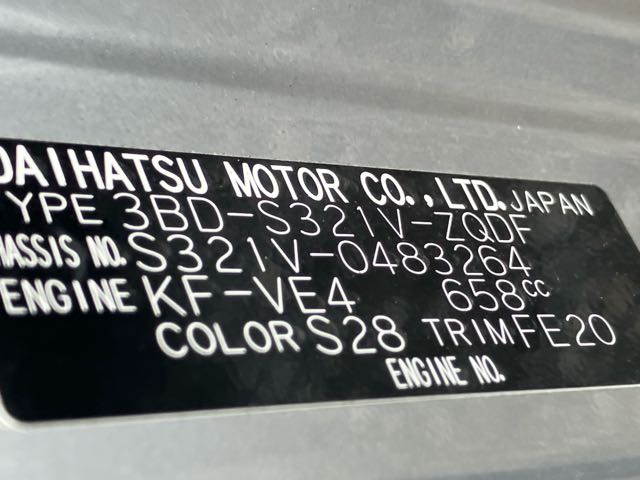 DAIHATSU MOTOR CO.,LTD. JAPAN
TYPE 3BD-S321V-ZQDF
CHASSIS NO. S321V-0483264
ENGINE KF-VE4 658cc
COLOR S28 TRIM FE20
ENGINE NO.